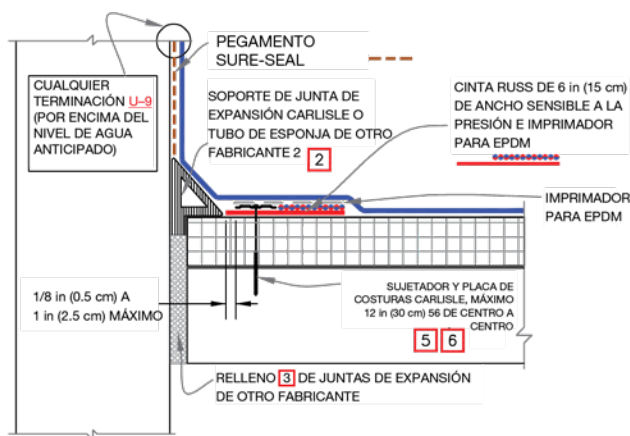 PEGAMENTO
SURE-SEAL
CUALQUIER
TERMINACIÓN U-9
(POR ENCIMA DEL
NIVEL DE AGUA
ANTICIPADO)
SOPORTE DE JUNTA DE
EXPANSIÓN CARLISLE O
TUBO DE ESPONJA DE OTRO
FABRICANTE 2
2
CINTA RUSS DE 6 in (15 cm)
DE ANCHO SENSIBLE A LA
PRESIÓN E IMPRIMADOR
PARA EPDM
IMPRIMADOR
PARA EPDM
1/8 in (0.5 cm) A
1 in (2.5 cm) MÁXIMO
SUJETADOR Y PLACA DE
COSTURAS CARLISLE, MÁXIMO
12 in (30 cm) 56 DE CENTRO A
CENTRO
5 6
RELLENO 3 DE JUNTAS DE EXPANSIÓN
DE OTRO FABRICANTE